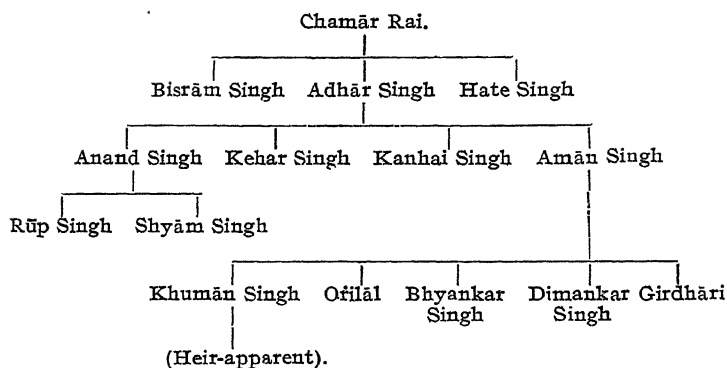 Chamār Rai.
Bisrām Singh Adhār Singh Hate Singh
Anand Singh Kehar Singh Kanhai Singh Amān Singh
Rūp Singh Shyām Singh
Khumān Singh Oṙilāl Bhyankar Singh Dimankar Singh Girdhāri
(Heir-apparent).